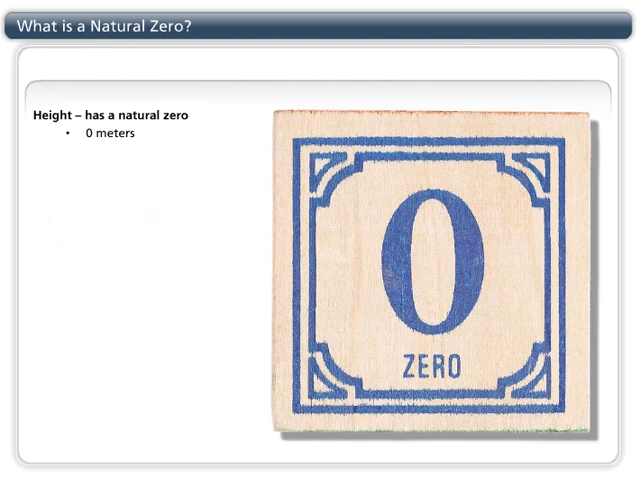 What is a Natural Zero?
Height – has a natural zero
• 0 meters
0
ZERO